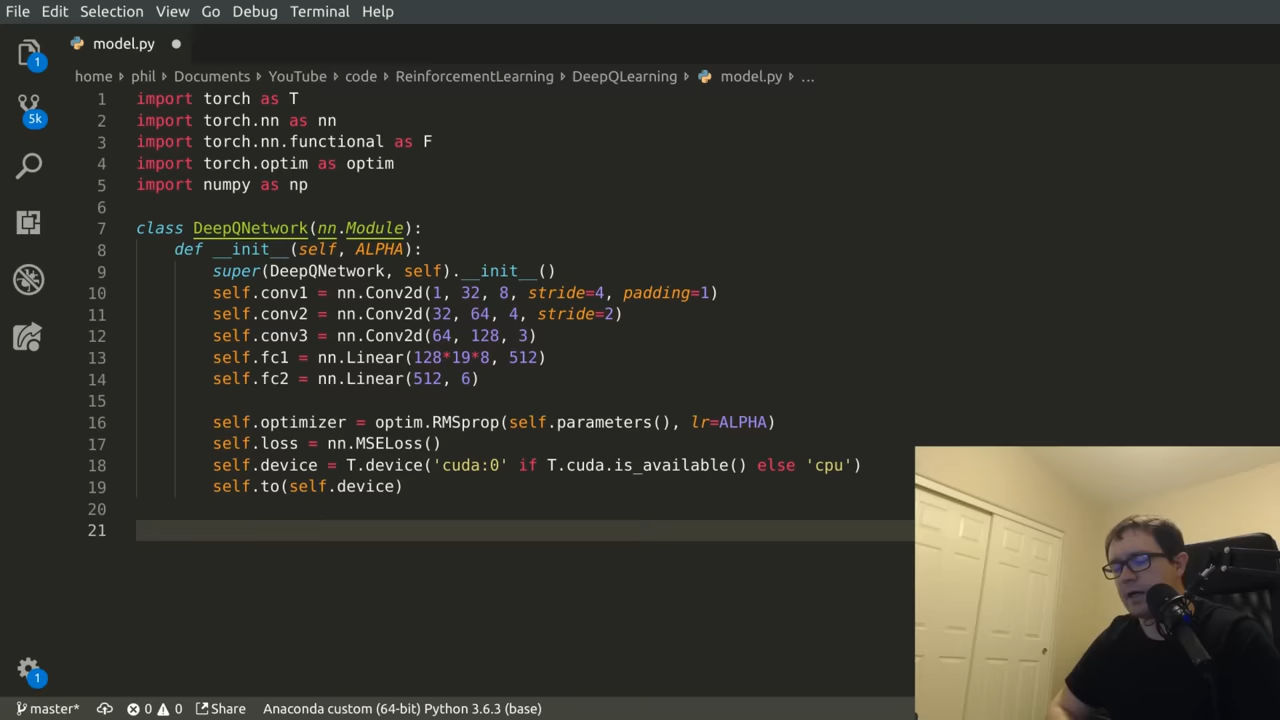 File Edit Selection View Go Debug Terminal Help
1
model.py
home phil Documents YouTube code ReinforcementLearning DeepQLearning model.py ...
1 import torch as T
2 import torch.nn as nn
5k
3 import torch.nn.functional as F
4 import torch.optim as optim
5 import numpy as np
6
7 class DeepQNetwork(nn.Module):
8 def __init__(self, ALPHA):
9 super(DeepQNetwork, self).__init__()
10 self.conv1 = nn.Conv2d(1, 32, 8, stride=4, padding=1)
11 self.conv2 = nn.Conv2d(32, 64, 4, stride=2)
12 self.conv3 = nn.Conv2d(64, 128, 3)
13 self.fc1 = nn.Linear(128*19*8, 512)
14 self.fc2 = nn.Linear(512, 6)
15
16 self.optimizer = optim.RMSprop(self.parameters(), lr=ALPHA)
17 self.loss = nn.MSELoss()
18 self.device = T.device('cuda:0' if T.cuda.is_available() else 'cpu')
19 self.to(self.device)
20
21
1
master* 0 0 Share Anaconda custom (64-bit) Python 3.6.3 (base)